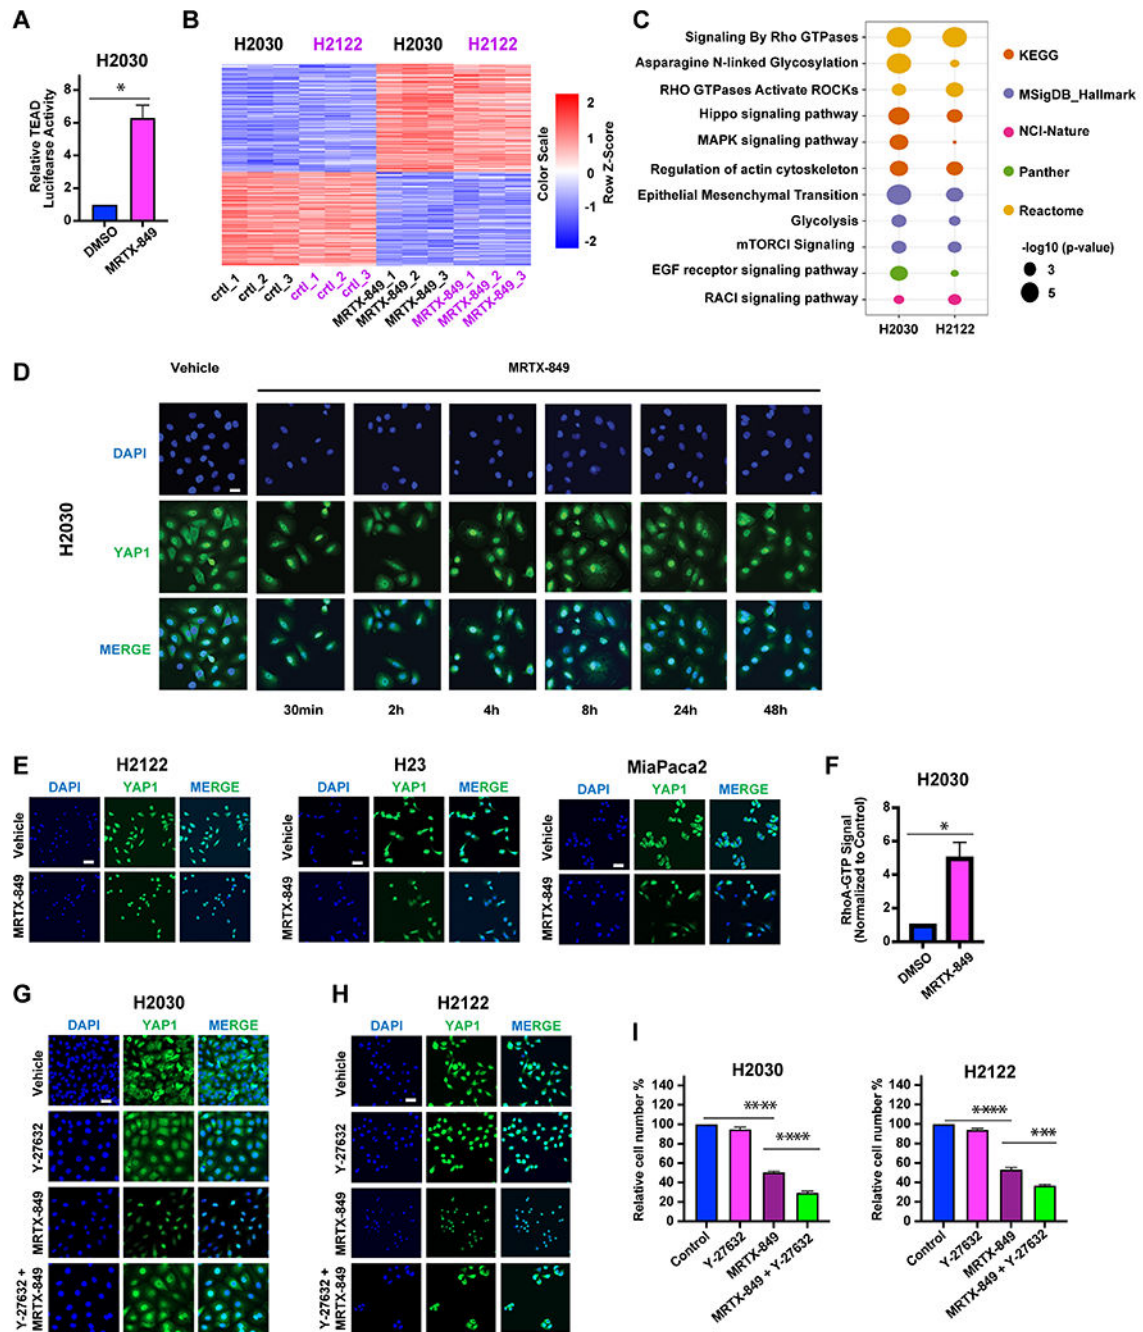 A
H2030
Relative TEAD
Lucifearse Activity
8
6
4
2
0
*
DMSO
MRTX-849
B
H2030
H2122
H2030
H2122
crtl_1
crtl_2
crtl_3
crtl_1
crtl_2
crtl_3
MRTX-849_1
MRTX-849_2
MRTX-849_3
MRTX-849_1
MRTX-849_2
MRTX-849_3
Color Scale
2
1
0
-1
-2
Row Z-Score
C
Signaling By Rho GTPases
Asparagine N-linked Glycosylation
RHO GTPases Activate ROCKs
Hippo signaling pathway
MAPK signaling pathway
Regulation of actin cytoskeleton
Epithelial Mesenchymal Transition
Glycolysis
mTORCI Signaling
EGF receptor signaling pathway
RACI signaling pathway
H2030
H2122
KEGG
MSigDB_Hallmark
NCI-Nature
Panther
Reactome
-log10 (p-value)
3
5
D
Vehicle
MRTX-849
H2030
DAPI
YAP1
MERGE
30min
2h
4h
8h
24h
48h
E
H2122
DAPI
YAP1
MERGE
Vehicle
MRTX-849
H23
DAPI
YAP1
MERGE
Vehicle
MRTX-849
MiaPaca2
DAPI
YAP1
MERGE
Vehicle
MRTX-849
F
H2030
RhoA-GTP Signal
(Normalized to Control)
8
6
4
2
0
*
DMSO
MRTX-849
G
H2030
DAPI
YAP1
MERGE
Vehicle
Y-27632
MRTX-849
Y-27632 +
MRTX-849
H
H2122
DAPI
YAP1
MERGE
Vehicle
Y-27632
MRTX-849
Y-27632 +
MRTX-849
I
H2030
Relative cell number %
140
120
100
80
60
40
20
0
****
****
Control
Y-27632
MRTX-849
MRTX-849 + Y-27632
H2122
Relative cell number %
140
120
100
80
60
40
20
0
****
***
Control
Y-27632
MRTX-849
MRTX-849 + Y-27632